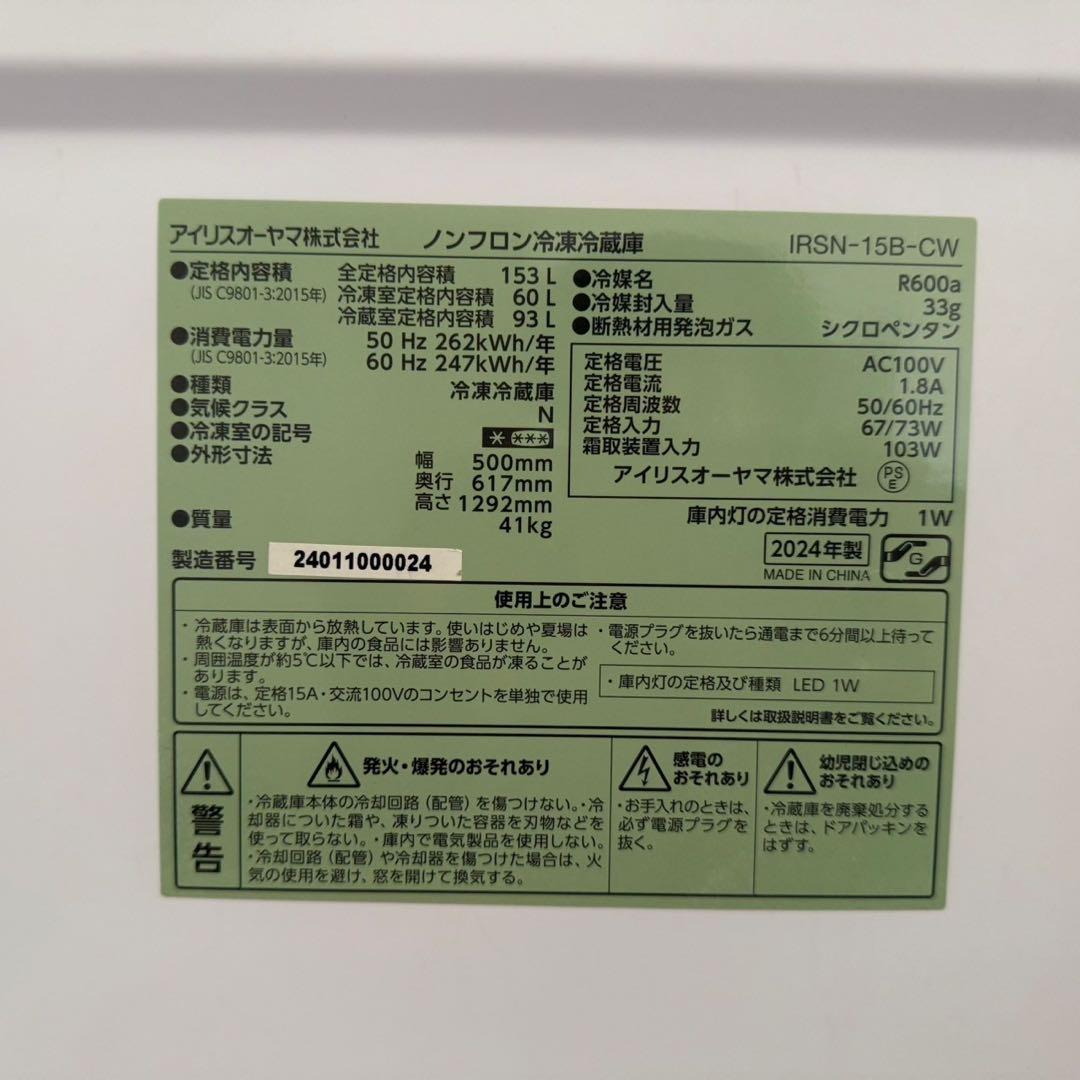 アイリスオーヤマ株式会社 ノンフロン冷凍冷蔵庫 IRSN-15B-CW
●定格内容積 全定格内容積 153 L
(JIS C9801-3:2015年) 冷凍室定格内容積 60 L
冷蔵室定格内容積 93 L
●消費電力量 50 Hz 262kWh/年
(JIS C9801-3:2015年) 60 Hz 247kWh/年
●種類 冷凍冷蔵庫
●気候クラス N
●冷凍室の記号 * ***
●外形寸法 幅 500mm
奥行 617mm
高さ 1292mm
●質量 41kg
製造番号 24011000024
●冷媒名 R600a
●冷媒封入量 33g
●断熱材用発泡ガス シクロペンタン
定格電圧 AC100V
定格電流 1.8A
定格周波数 50/60Hz
定格入力 67/73W
霜取装置入力 103W
アイリスオーヤマ株式会社 PS E
庫内灯の定格消費電力 1W
2024年製
MADE IN CHINA
G
使用上のご注意
・冷蔵庫は表面から放熱しています。使いはじめや夏場は
熱くなりますが、庫内の食品には影響ありません。
・周囲温度が約5℃以下では、冷蔵室の食品が凍ることが
あります。
・電源は、定格15A・交流100Vのコンセントを単独で使用
してください。
・電源プラグを抜いたら通電まで6分間以上待って
ください。
・庫内灯の定格及び種類 LED 1W
詳しくは取扱説明書をご覧ください。
警告
発火・爆発のおそれあり
・冷蔵庫本体の冷却回路（配管）を傷つけない。・冷
却器についた霜や、凍りついた容器を刃物などを
使って取らない。・庫内で電気製品を使用しない。
・冷却回路（配管）や冷却器を傷つけた場合は、火
気の使用を避け、窓を開けて換気する。
感電の
おそれあり
・お手入れのときは、
必ず電源プラグを
抜く。
幼児閉じ込めの
おそれあり
・冷蔵庫を廃棄処分する
ときは、ドアパッキンを
はずす。